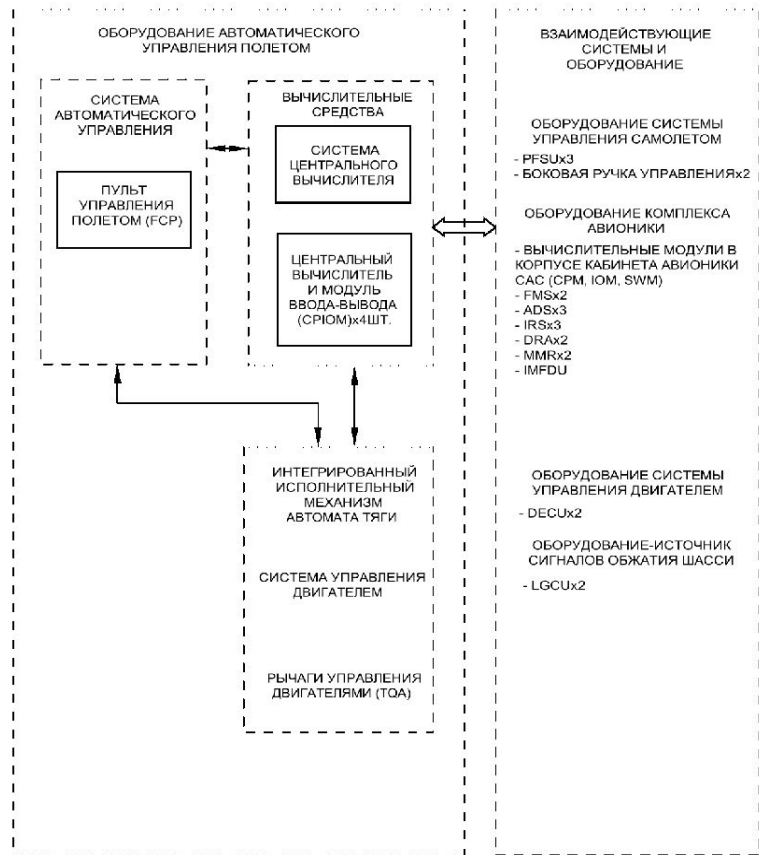 ОБОРУДОВАНИЕ АВТОМАТИЧЕСКОГО
УПРАВЛЕНИЯ ПОЛЕТОМ
СИСТЕМА
АВТОМАТИЧЕСКОГО
УПРАВЛЕНИЯ
ПУЛЬТ
УПРАВЛЕНИЯ
ПОЛЕТОМ (FCP)
ВЫЧИСЛИТЕЛЬНЫЕ
СРЕДСТВА
СИСТЕМА
ЦЕНТРАЛЬНОГО
ВЫЧИСЛИТЕЛЯ
ЦЕНТРАЛЬНЫЙ
ВЫЧИСЛИТЕЛЬ
И МОДУЛЬ
ВВОДА-ВЫВОДА
(CPIOM)x4ШТ.
ИНТЕГРИРОВАННЫЙ
ИСПОЛНИТЕЛЬНЫЙ
МЕХАНИЗМ
АВТОМАТА ТЯГИ
СИСТЕМА УПРАВЛЕНИЯ
ДВИГАТЕЛЕМ
РЫЧАГИ УПРАВЛЕНИЯ
ДВИГАТЕЛЯМИ (TQA)
ВЗАИМОДЕЙСТВУЮЩИЕ
СИСТЕМЫ И
ОБОРУДОВАНИЕ
ОБОРУДОВАНИЕ СИСТЕМЫ
УПРАВЛЕНИЯ САМОЛЕТОМ
- PFSUx3
- БОКОВАЯ РУЧКА УПРАВЛЕНИЯx2
ОБОРУДОВАНИЕ КОМПЛЕКСА
АВИОНИКИ
- ВЫЧИСЛИТЕЛЬНЫЕ МОДУЛИ В
КОРПУСЕ КАБИНЕТА АВИОНИКИ
САС (CPM, IOM, SWM)
- FMSx2
- ADSx3
- IRSx3
- DRAx2
- MMRx2
- IMFDU
ОБОРУДОВАНИЕ СИСТЕМЫ
УПРАВЛЕНИЯ ДВИГАТЕЛЕМ
- DECUx2
ОБОРУДОВАНИЕ-ИСТОЧНИК
СИГНАЛОВ ОБЖАТИЯ ШАССИ
- LGCUx2